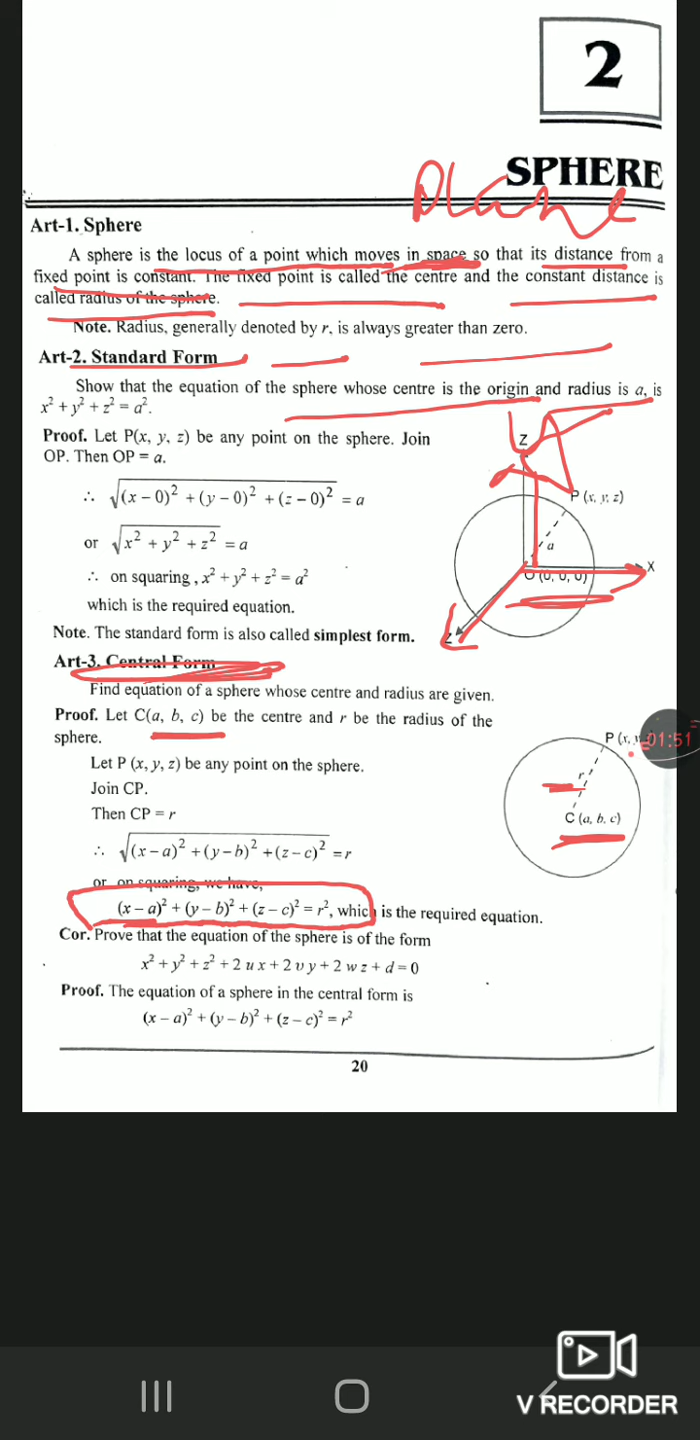 2
SPHERE
Plane
Art-1. Sphere
A sphere is the locus of a point which moves in space so that its distance from a
fixed point is constant. The fixed point is called the centre and the constant distance is
called radius of the sphere.
Note. Radius, generally denoted by r, is always greater than zero.
Art-2. Standard Form
Show that the equation of the sphere whose centre is the origin and radius is a, is
x² + y² + z² = a².
Proof. Let P(x, y, z) be any point on the sphere. Join
OP. Then OP = a.
∴ √((x − 0)² + (y − 0)² + (z − 0)²) = a
or √(x² + y² + z²) = a
∴ on squaring, x² + y² + z² = a²
which is the required equation.
Note. The standard form is also called simplest form.
Z
P (x, y, z)
a
X
O (0, 0, 0)
Art-3. Central Form
Find equation of a sphere whose centre and radius are given.
Proof. Let C(a, b, c) be the centre and r be the radius of the
sphere.
Let P (x, y, z) be any point on the sphere.
Join CP.
Then CP = r
∴ √((x − a)² + (y − b)² + (z − c)²) = r
or on squaring, we have,
(x − a)² + (y − b)² + (z − c)² = r², which is the required equation.
P (x,
01:51
r
C (a, b, c)
Cor. Prove that the equation of the sphere is of the form
x² + y² + z² + 2 u x + 2 v y + 2 w z + d = 0
Proof. The equation of a sphere in the central form is
(x − a)² + (y − b)² + (z − c)² = r²
20
V RECORDER